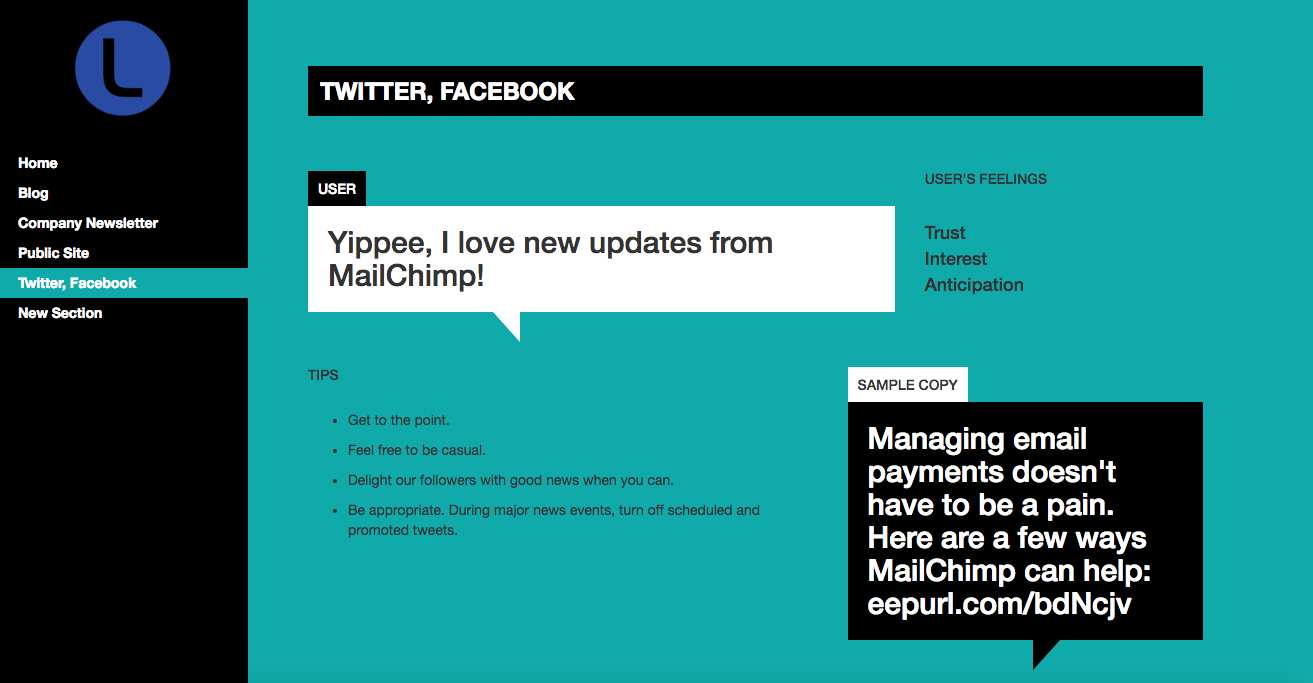 L
Home
Blog
Company Newsletter
Public Site
Twitter, Facebook
New Section
TWITTER, FACEBOOK
USER
Yippee, I love new updates from
MailChimp!
USER'S FEELINGS
Trust
Interest
Anticipation
TIPS
• Get to the point.
• Feel free to be casual.
• Delight our followers with good news when you can.
• Be appropriate. During major news events, turn off scheduled and
promoted tweets.
SAMPLE COPY
Managing email
payments doesn't
have to be a pain.
Here are a few ways
MailChimp can help:
eepurl.com/bdNcjv